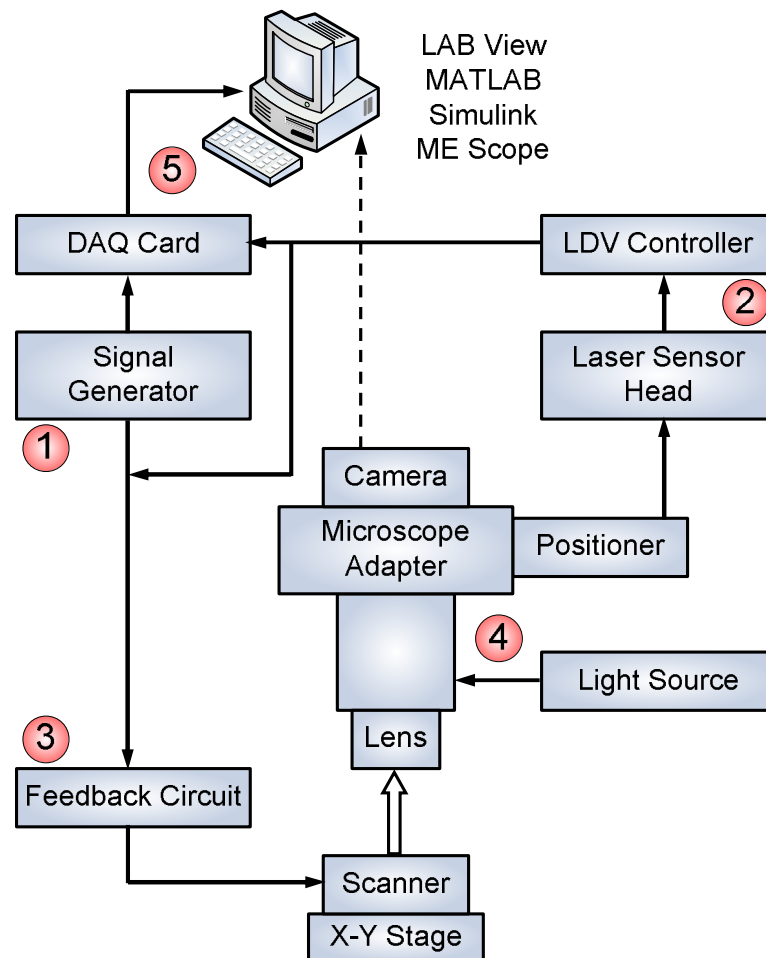 LAB View
MATLAB
Simulink
ME Scope
5
DAQ Card
LDV Controller
2
Signal
Generator
Laser Sensor
Head
1
Camera
Microscope
Adapter
Positioner
4
Light Source
3
Lens
Feedback Circuit
Scanner
X-Y Stage